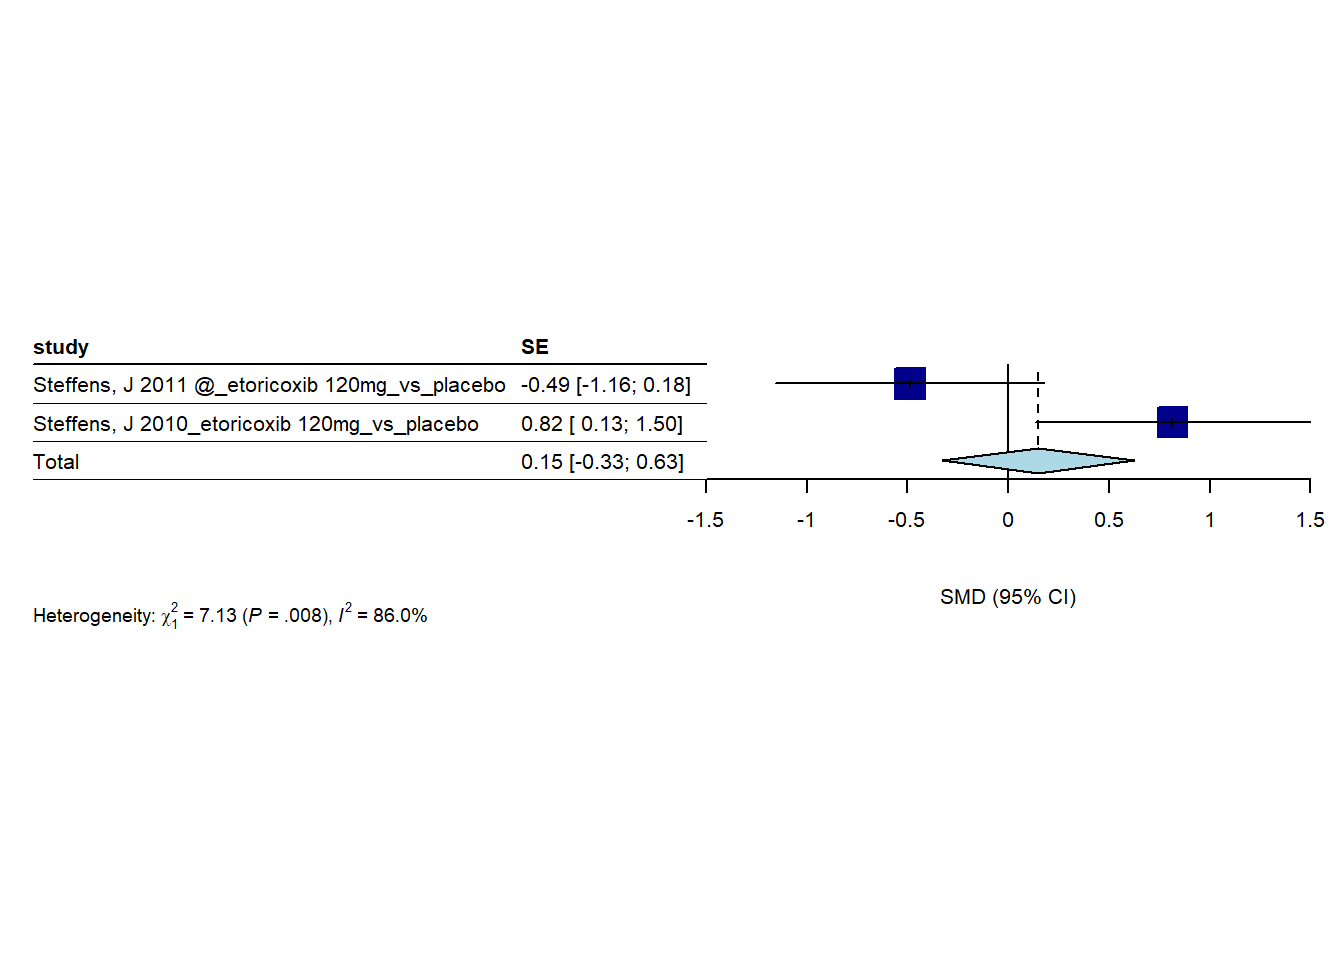 study SE
Steffens, J 2011 @_etoricoxib 120mg_vs_placebo -0.49 [-1.16; 0.18]
Steffens, J 2010_etoricoxib 120mg_vs_placebo 0.82 [ 0.13; 1.50]
Total 0.15 [-0.33; 0.63]
-1.5 -1 -0.5 0 0.5 1 1.5
SMD (95% CI)
Heterogeneity: χ²₁ = 7.13 (P = .008), I² = 86.0%